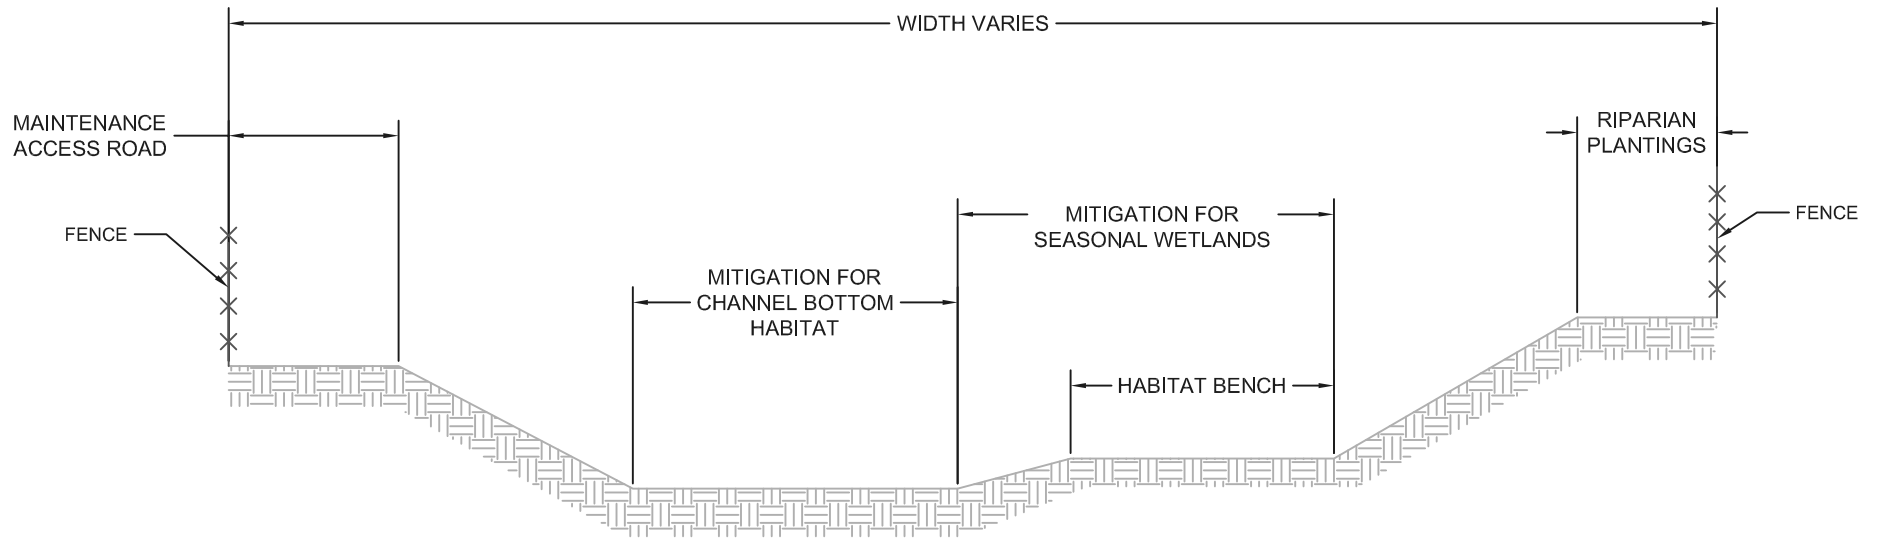 WIDTH VARIES
MAINTENANCE
ACCESS ROAD
RIPARIAN
PLANTINGS
FENCE
MITIGATION FOR
SEASONAL WETLANDS
FENCE
MITIGATION FOR
CHANNEL BOTTOM
HABITAT
HABITAT BENCH